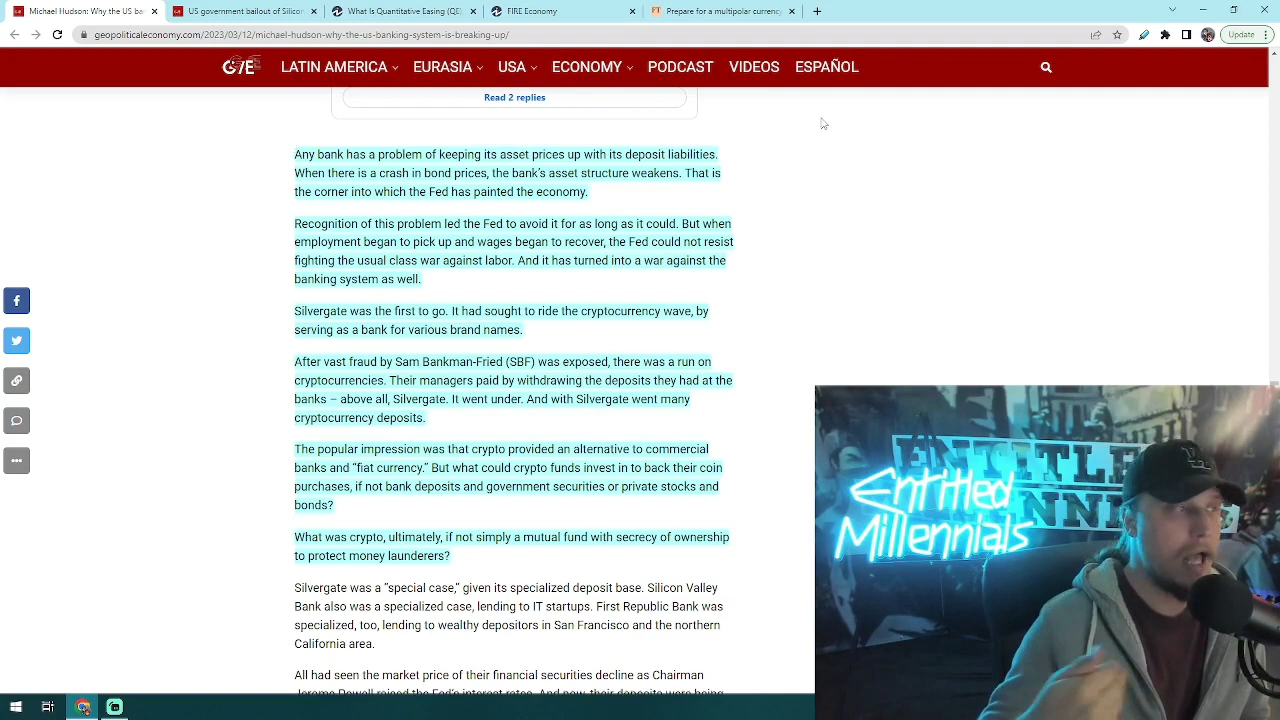 Michael Hudson: Why the US ba
US government bailout of Silicon
What Is Quantitative Easing (QE)
FIRE Economy
FT
Prepare for a multipolar currency
geopoliticaleconomy.com/2023/03/12/michael-hudson-why-the-us-banking-system-is-breaking-up/
Update
LATIN AMERICA
EURASIA
USA
ECONOMY
PODCAST
VIDEOS
ESPAÑOL
Read 2 replies
Any bank has a problem of keeping its asset prices up with its deposit liabilities.
When there is a crash in bond prices, the bank’s asset structure weakens. That is
the corner into which the Fed has painted the economy.
Recognition of this problem led the Fed to avoid it for as long as it could. But when
employment began to pick up and wages began to recover, the Fed could not resist
fighting the usual class war against labor. And it has turned into a war against the
banking system as well.
Silvergate was the first to go. It had sought to ride the cryptocurrency wave, by
serving as a bank for various brand names.
After vast fraud by Sam Bankman-Fried (SBF) was exposed, there was a run on
cryptocurrencies. Their managers paid by withdrawing the deposits they had at the
banks – above all, Silvergate. It went under. And with Silvergate went many
cryptocurrency deposits.
The popular impression was that crypto provided an alternative to commercial
banks and “fiat currency.” But what could crypto funds invest in to back their coin
purchases, if not bank deposits and government securities or private stocks and
bonds?
What was crypto, ultimately, if not simply a mutual fund with secrecy of ownership
to protect money launderers?
Silvergate was a “special case,” given its specialized deposit base. Silicon Valley
Bank also was a specialized case, lending to IT startups. First Republic Bank was
specialized, too, lending to wealthy depositors in San Francisco and the northern
California area.
All had seen the market price of their financial securities decline as Chairman
Jerome Powell raised the Fed’s interest rates. And now, their deposits were being
Entitled
Millennials